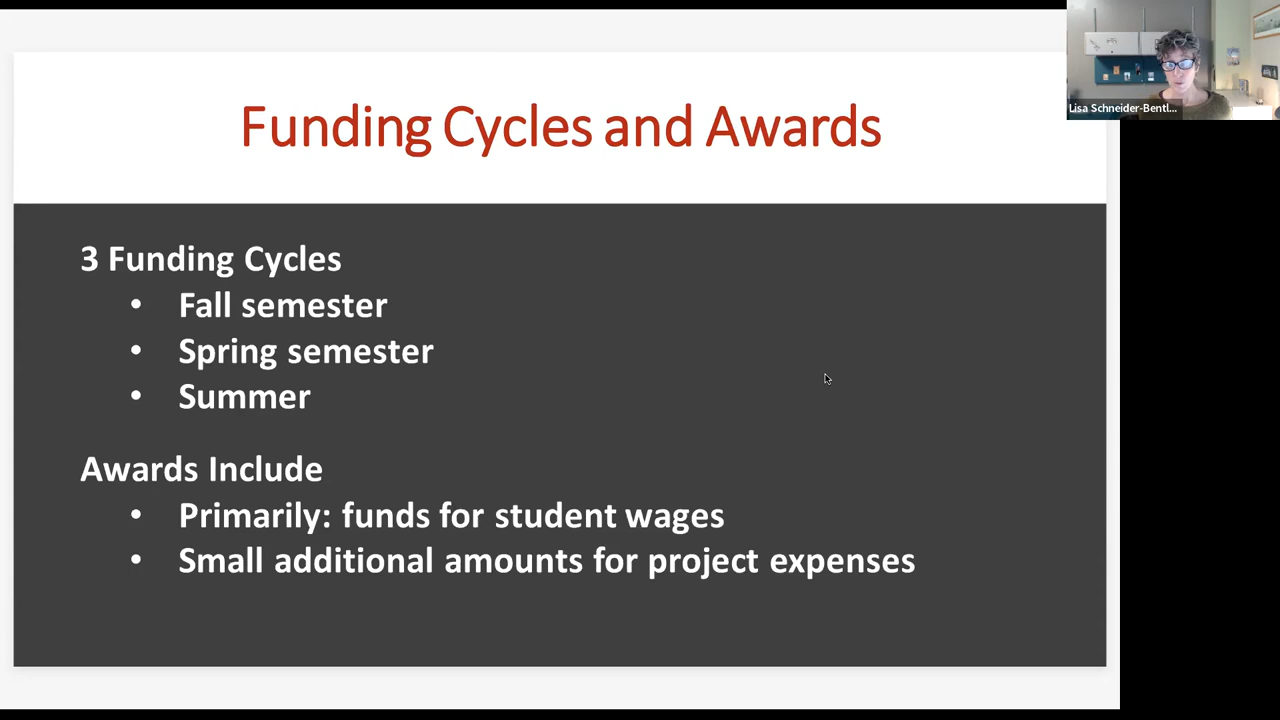 Funding Cycles and Awards
Lisa Schneider-Bentl...
3 Funding Cycles
• Fall semester
• Spring semester
• Summer
Awards Include
• Primarily: funds for student wages
• Small additional amounts for project expenses